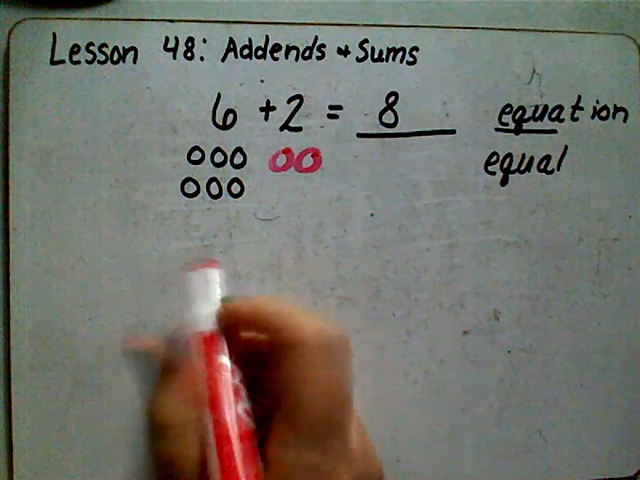 Lesson 48: Addends + Sums
6 + 2 = 8 equation
equal